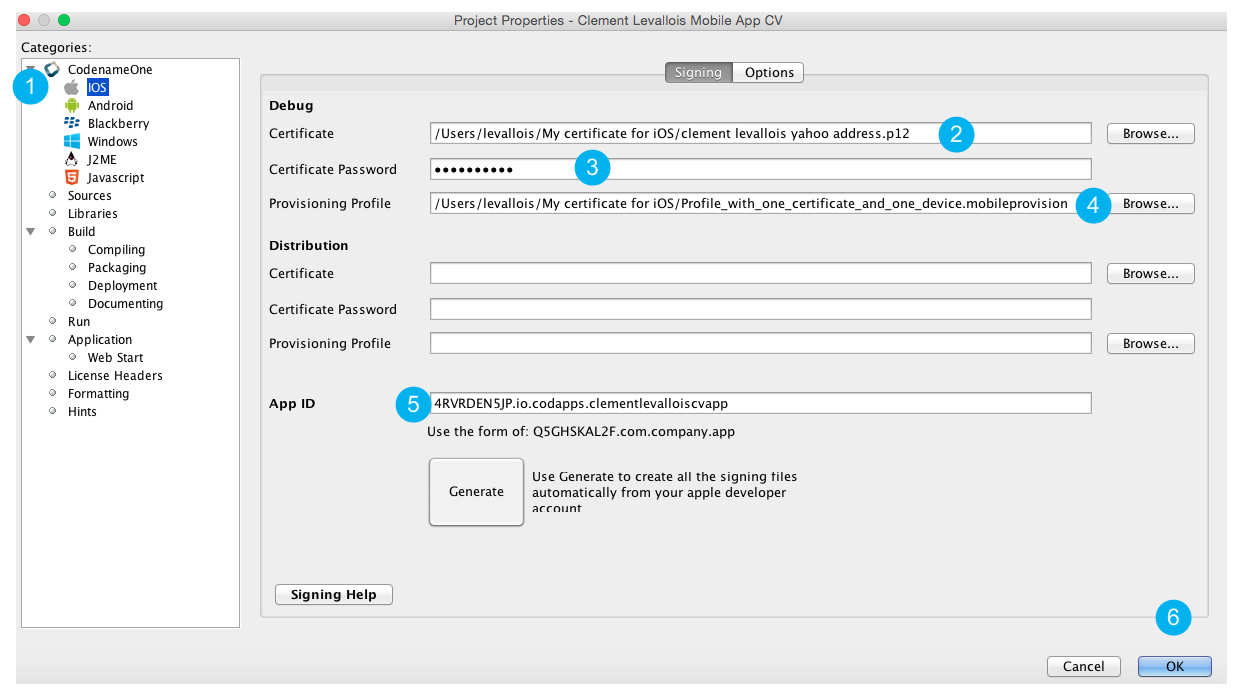 Project Properties - Clement Levallois Mobile App CV
Categories:
CodenameOne
1
IOS
Android
Blackberry
Windows
J2ME
Javascript
Sources
Libraries
Build
Compiling
Packaging
Deployment
Documenting
Run
Application
Web Start
License Headers
Formatting
Hints
Signing Options
Debug
Certificate /Users/levallois/My certificate for iOS/clement levallois yahoo address.p12 2 Browse...
Certificate Password ●●●●●●●●●● 3
Provisioning Profile /Users/levallois/My certificate for iOS/Profile_with_one_certificate_and_one_device.mobileprovision 4 Browse...
Distribution
Certificate Browse...
Certificate Password
Provisioning Profile Browse...
App ID 5 4RVRDEN5JP.io.codapps.clementlevalloiscvapp
Use the form of: Q5GHSKAL2F.com.company.app
Generate
Use Generate to create all the signing files
automatically from your apple developer
account
Signing Help
6
Cancel OK